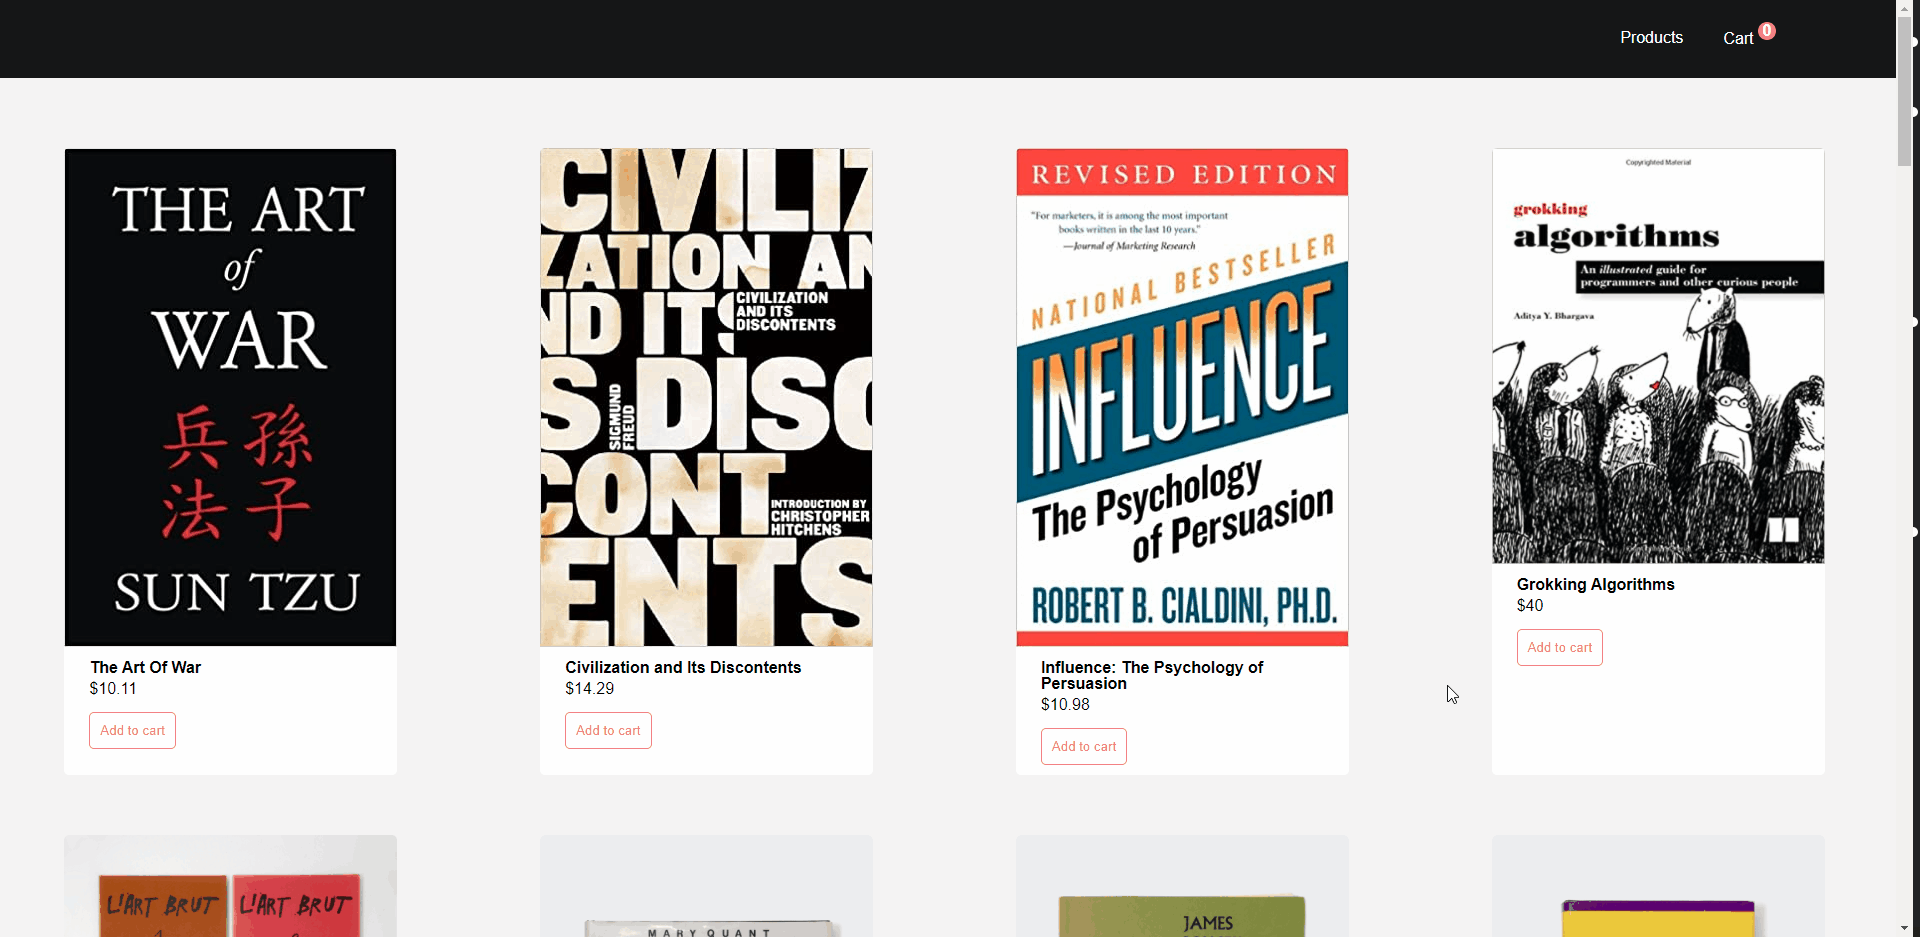 Products
Cart 0
THE ART
of
WAR
兵 孫
法 子
SUN TZU
The Art Of War
$10.11
Add to cart
CIVILIZ
ZATION AN
ND ITS
CIVILIZATION
AND ITS
DISCONTENTS
S DISC
SIGMUND
FREUD
CONT
INTRODUCTION BY
CHRISTOPHER
HITCHENS
ENTS
Civilization and Its Discontents
$14.29
Add to cart
REVISED EDITION
"For marketers, it is among the most important
books written in the last 10 years."
—Journal of Marketing Research
NATIONAL BESTSELLER
INFLUENCE
The Psychology
of Persuasion
ROBERT B. CIALDINI, PH.D.
Influence: The Psychology of
Persuasion
$10.98
Add to cart
Copyrighted Material
grokking
algorithms
An illustrated guide for
programmers and other curious people
Aditya Y. Bhargava
Grokking Algorithms
$40
Add to cart
L'ART BRUT
L'ART BRUT
MARY QUANT
JAMES